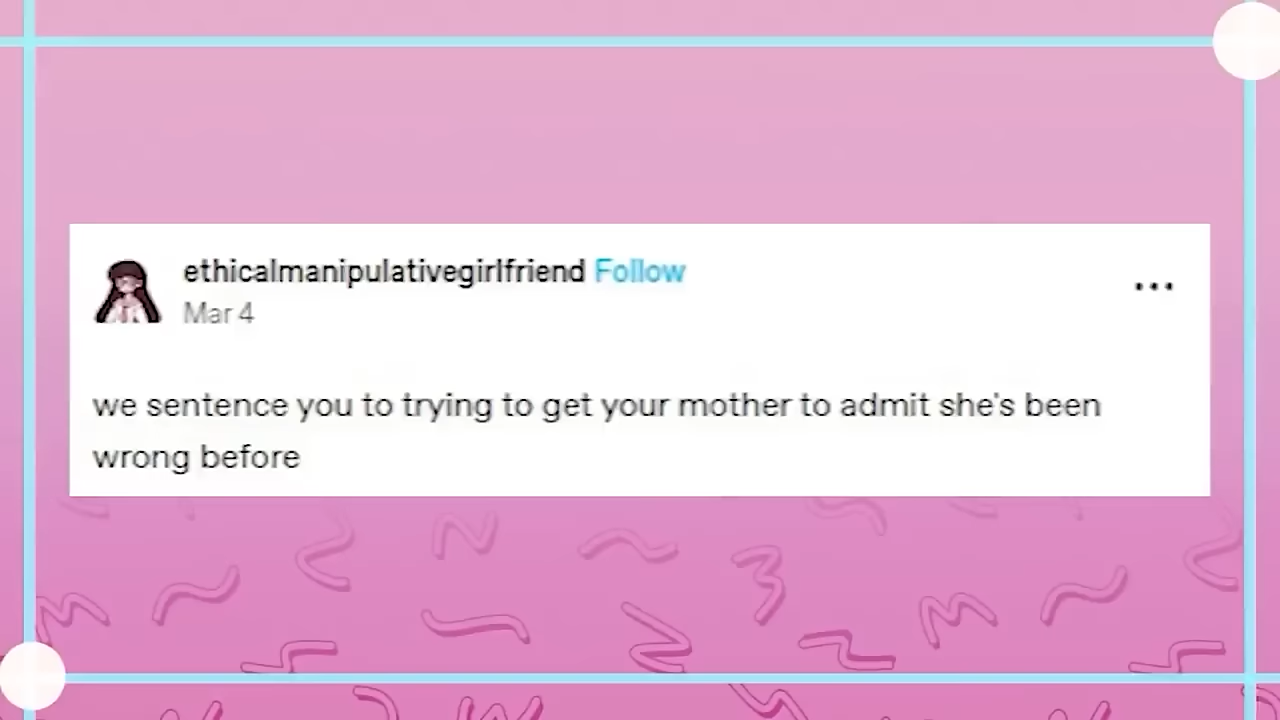 ethicalmanipulativegirlfriend Follow
Mar 4
we sentence you to trying to get your mother to admit she's been
wrong before